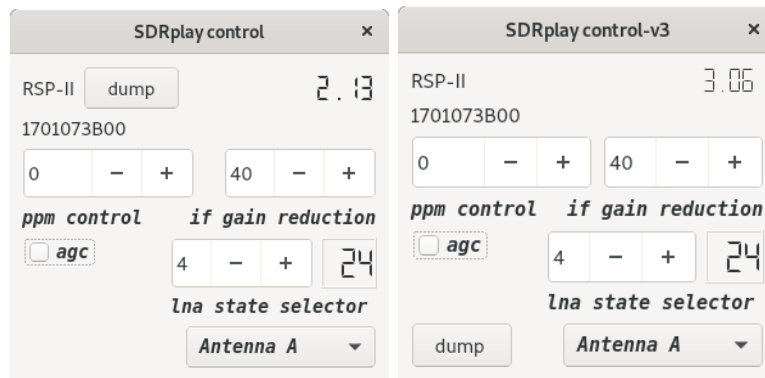 SDRplay control ×
RSP-II dump 2.13
1701073B00
0 − + 40 − +
ppm control if gain reduction
agc 4 − + 24
lna state selector
Antenna A
SDRplay control-v3 ×
RSP-II 3.06
1701073B00
0 − + 40 − +
ppm control if gain reduction
agc 4 − + 24
lna state selector
dump Antenna A